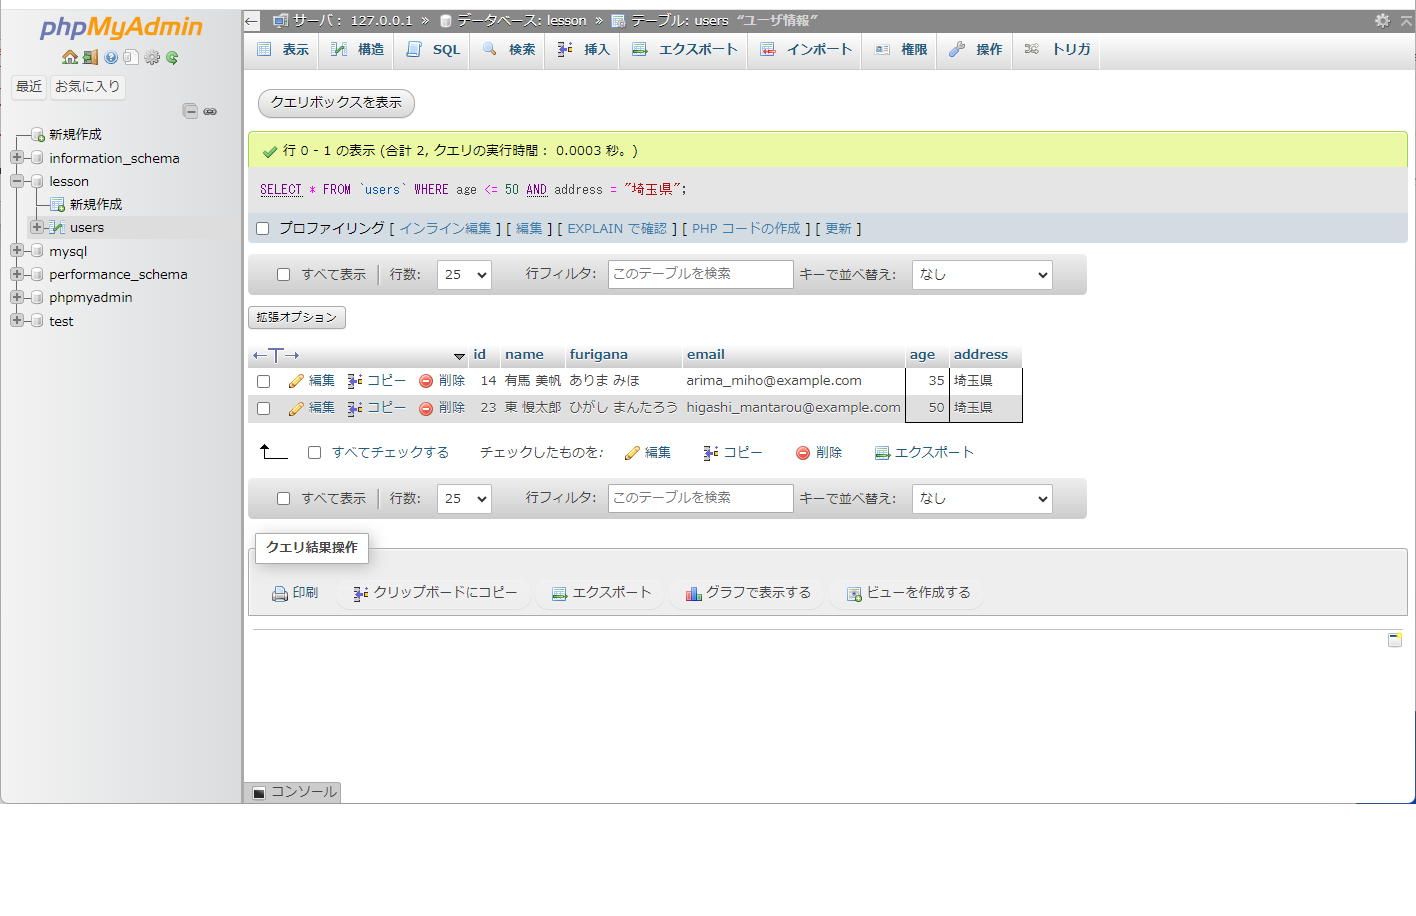 phpMyAdmin
最近 お気に入り
新規作成
information_schema
lesson
新規作成
users
mysql
performance_schema
phpmyadmin
test
サーバ： 127.0.0.1 » データベース: lesson » テーブル: users “ユーザ情報”
表示 構造 SQL 検索 挿入 エクスポート インポート 権限 操作 トリガ
クエリボックスを表示
行 0 - 1 の表示 (合計 2, クエリの実行時間： 0.0003 秒。)
SELECT * FROM `users` WHERE age <= 50 AND address = "埼玉県";
プロファイリング [ インライン編集 ] [ 編集 ] [ EXPLAIN で確認 ] [ PHP コードの作成 ] [ 更新 ]
すべて表示 行数: 25 行フィルタ: このテーブルを検索 キーで並べ替え: なし
拡張オプション
←T→ id name furigana email age address
編集 コピー 削除 14 有馬 美帆 ありま みほ arima_miho@example.com 35 埼玉県
編集 コピー 削除 23 東 慢太郎 ひがし まんたろう higashi_mantarou@example.com 50 埼玉県
すべてチェックする チェックしたものを: 編集 コピー 削除 エクスポート
すべて表示 行数: 25 行フィルタ: このテーブルを検索 キーで並べ替え: なし
クエリ結果操作
印刷 クリップボードにコピー エクスポート グラフで表示する ビューを作成する
コンソール